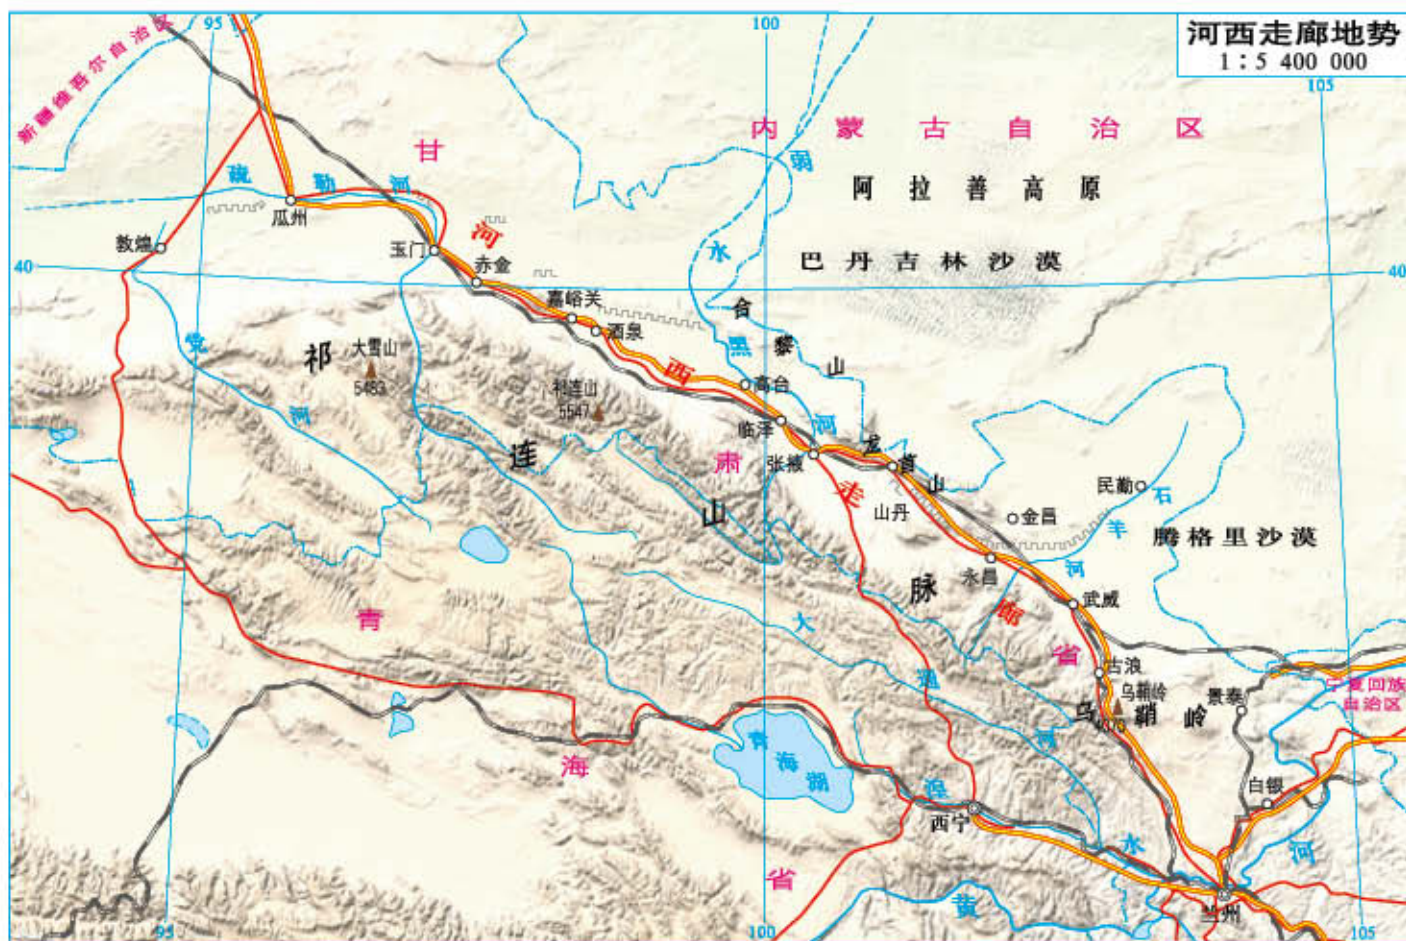 95
100
河西走廊地势
1:5 400 000
105
新疆维吾尔自治区
甘
内蒙古自治区
弱
疏勒河
阿拉善高原
瓜州
敦煌
玉门
河
水
巴丹吉林沙漠
赤金
40
40
嘉峪关
合黎山
酒泉
黑
党
祁
大雪山
5483
西
祁连山
5547
高台
河
临泽
河
连
肃
张掖
龙首山
走
山
山丹
民勤
石
羊
金昌
腾格里沙漠
永昌
河
脉
武威
廊
青
大
省
古浪
通
乌鞘岭
宁夏回族
自治区
乌鞘岭
景泰
河
青海湖
海
湟
白银
西宁
水
河
省
黄
兰州
95
100
105